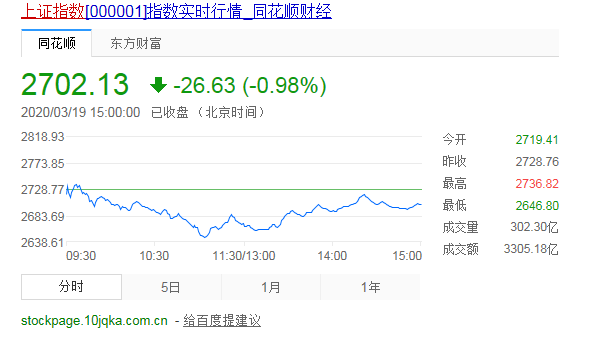 上证指数[000001]指数实时行情_同花顺财经
同花顺 东方财富
2702.13 -26.63 (-0.98%)
2020/03/19 15:00:00 已收盘 （北京时间）
2818.93
2773.85
2728.77
2683.69
2638.61
09:30 10:30 11:30/13:00 14:00 15:00
今开 2719.41
昨收 2728.76
最高 2736.82
最低 2646.80
成交量 302.30亿
成交额 3305.18亿
分时 5日 1月 1年
stockpage.10jqka.com.cn - 给百度提建议